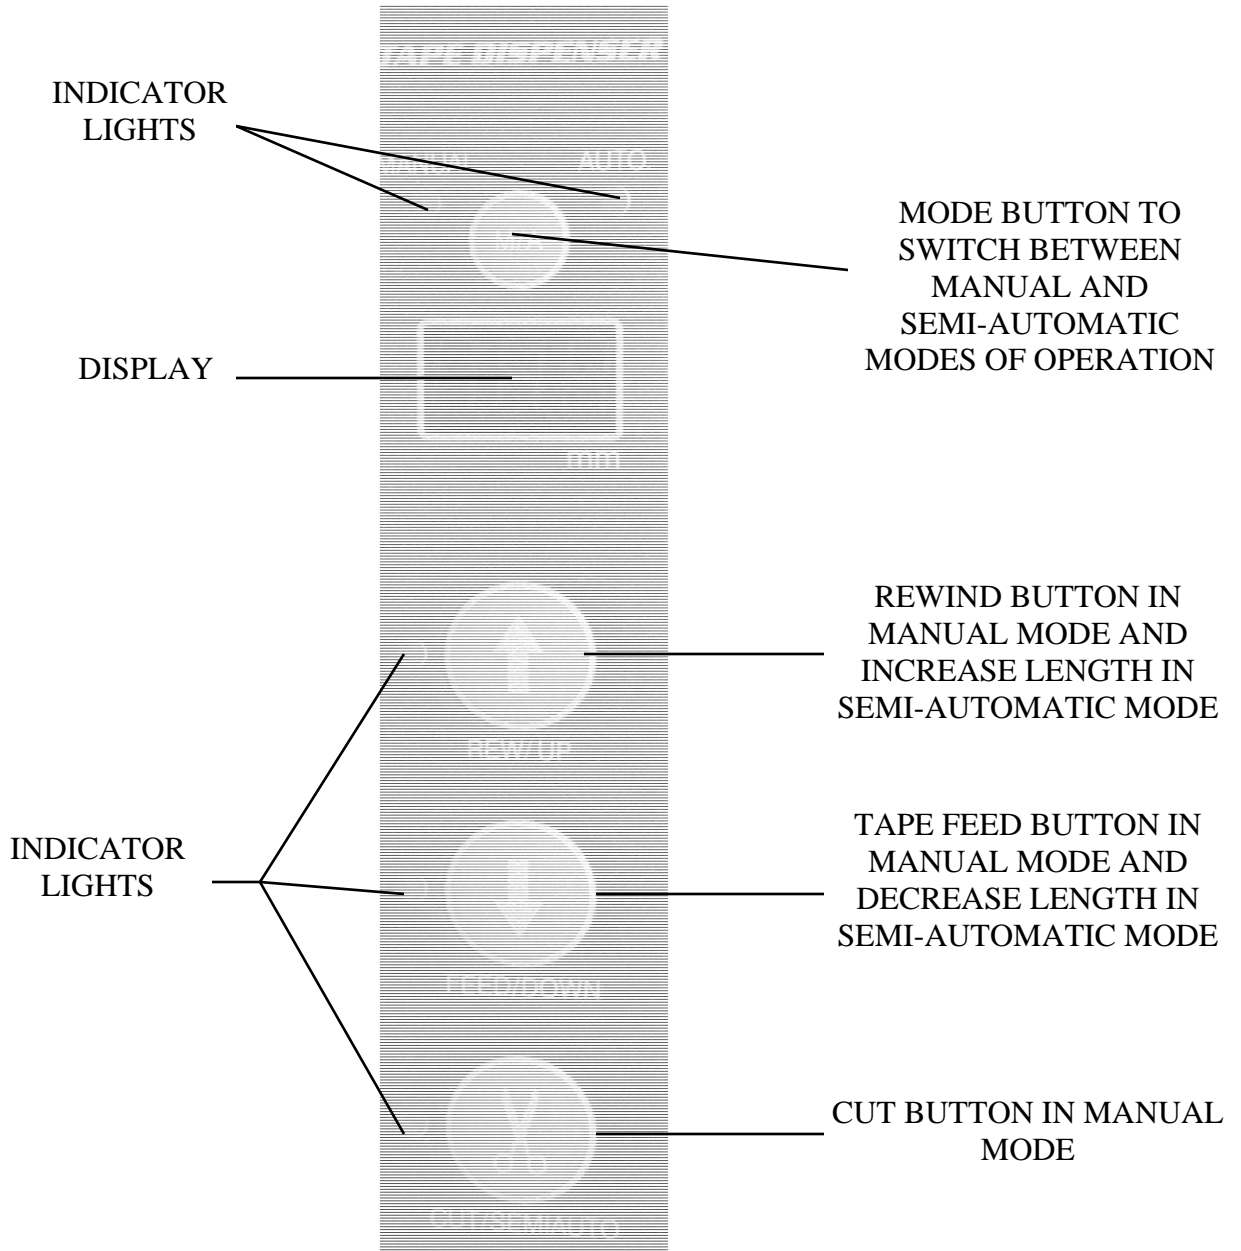 TAPE DISPENSER
INDICATOR
LIGHTS
MANUAL
AUTO
M/A
MODE BUTTON TO
SWITCH BETWEEN
MANUAL AND
SEMI-AUTOMATIC
MODES OF OPERATION
DISPLAY
mm
REWIND BUTTON IN
MANUAL MODE AND
INCREASE LENGTH IN
SEMI-AUTOMATIC MODE
REW/UP
INDICATOR
LIGHTS
TAPE FEED BUTTON IN
MANUAL MODE AND
DECREASE LENGTH IN
SEMI-AUTOMATIC MODE
FEED/DOWN
CUT BUTTON IN MANUAL
MODE
CUT/SEMIAUTO